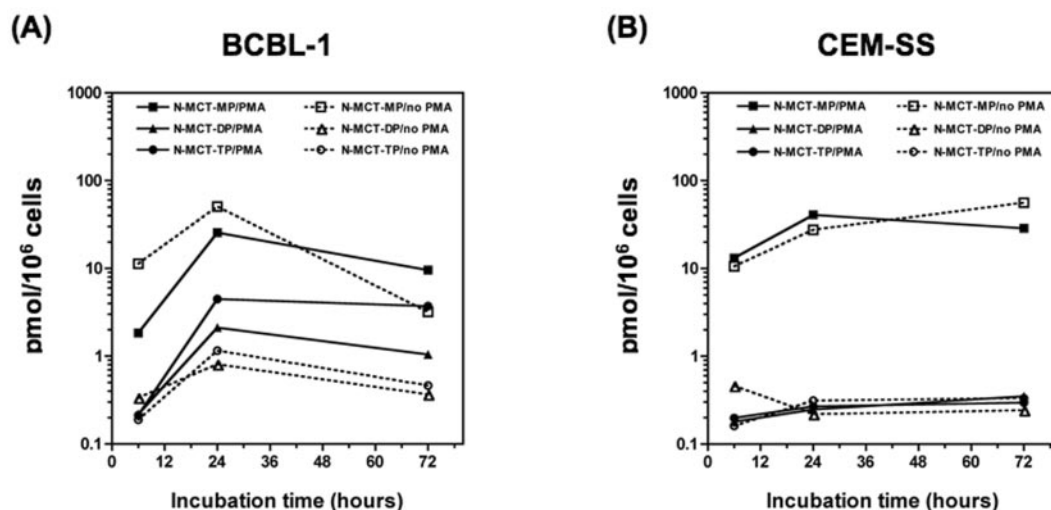 (A)
BCBL-1
N-MCT-MP/PMA
N-MCT-MP/no PMA
N-MCT-DP/PMA
N-MCT-DP/no PMA
N-MCT-TP/PMA
N-MCT-TP/no PMA
1000
100
10
1
0.1
pmol/10⁶ cells
0 12 24 36 48 60 72
Incubation time (hours)
(B)
CEM-SS
N-MCT-MP/PMA
N-MCT-MP/no PMA
N-MCT-DP/PMA
N-MCT-DP/no PMA
N-MCT-TP/PMA
N-MCT-TP/no PMA
1000
100
10
1
0.1
pmol/10⁶ cells
0 12 24 36 48 60 72
Incubation time (hours)